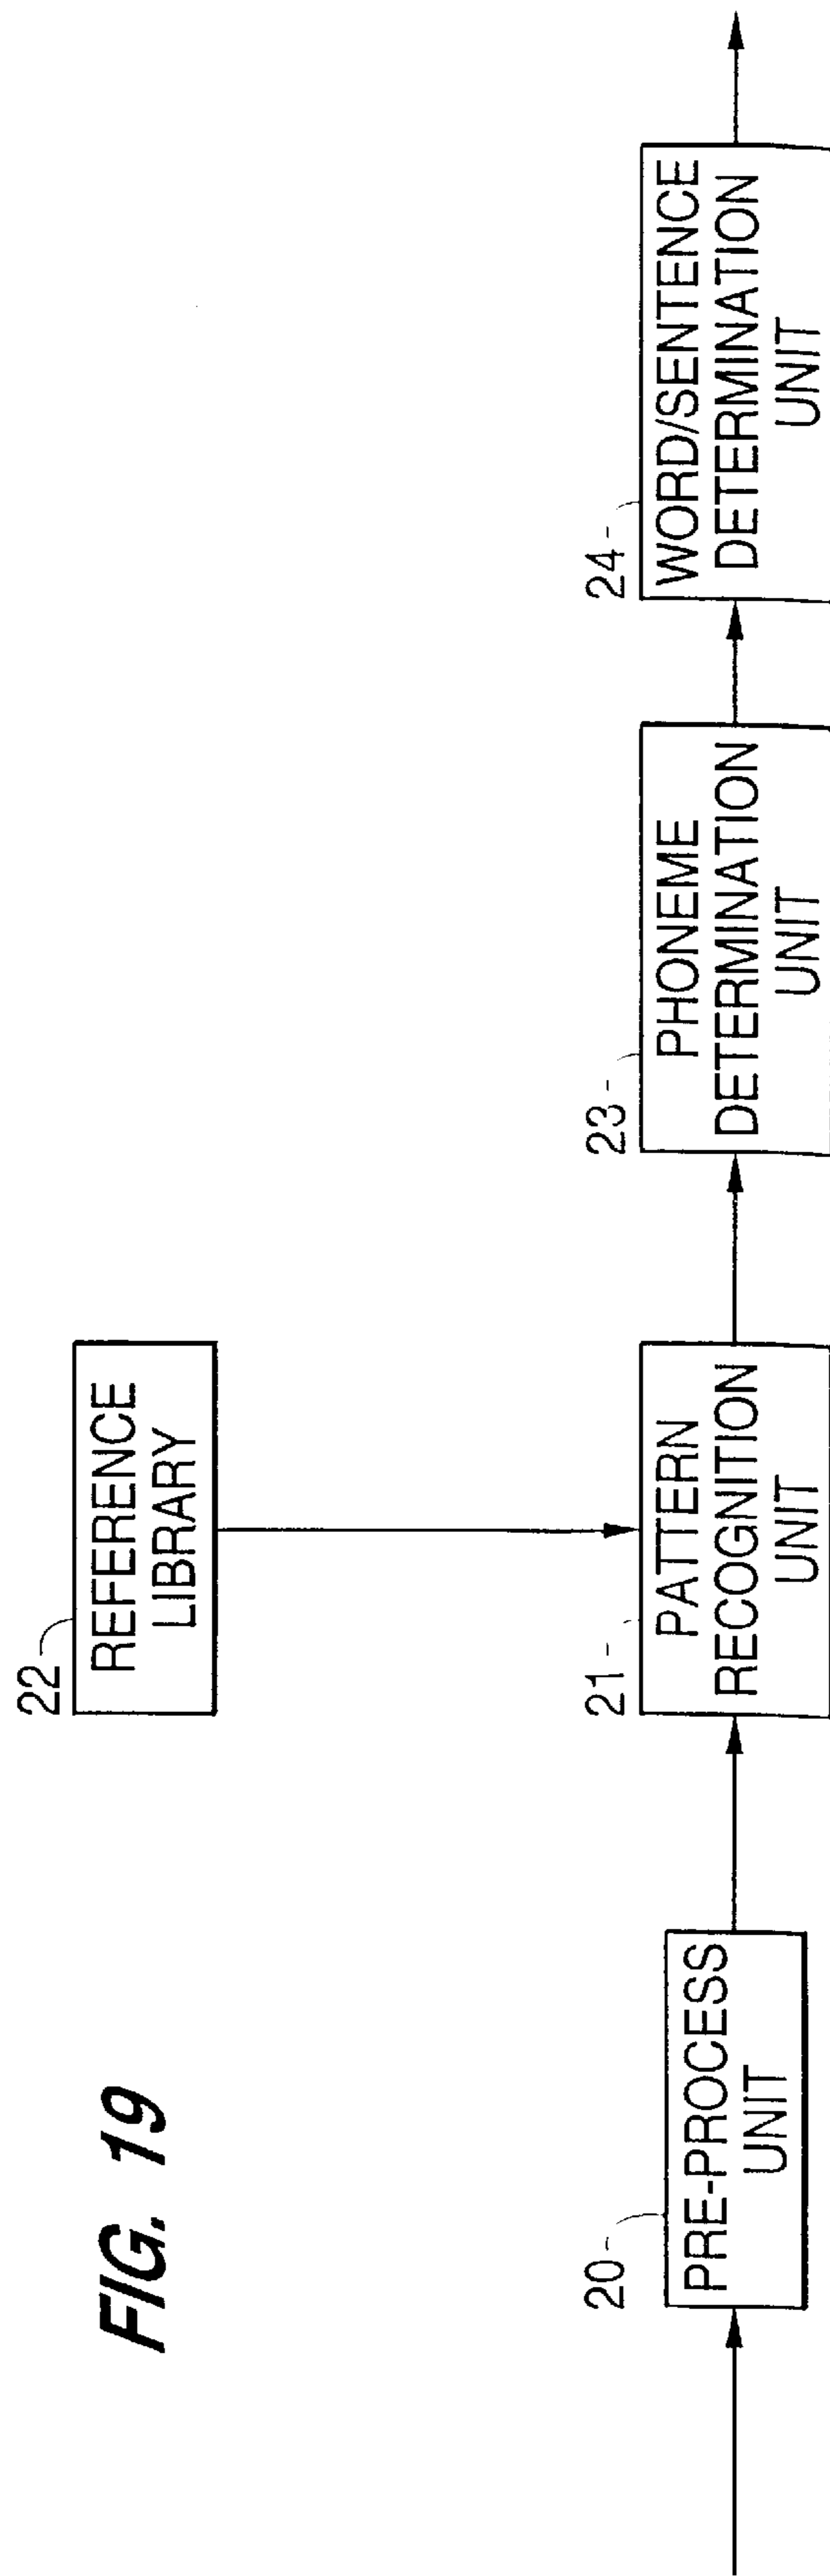 FIG. 19
22
REFERENCE
LIBRARY
20
PRE-PROCESS
UNIT
21
PATTERN
RECOGNITION
UNIT
23
PHONEME
DETERMINATION
UNIT
24
WORD/SENTENCE
DETERMINATION
UNIT